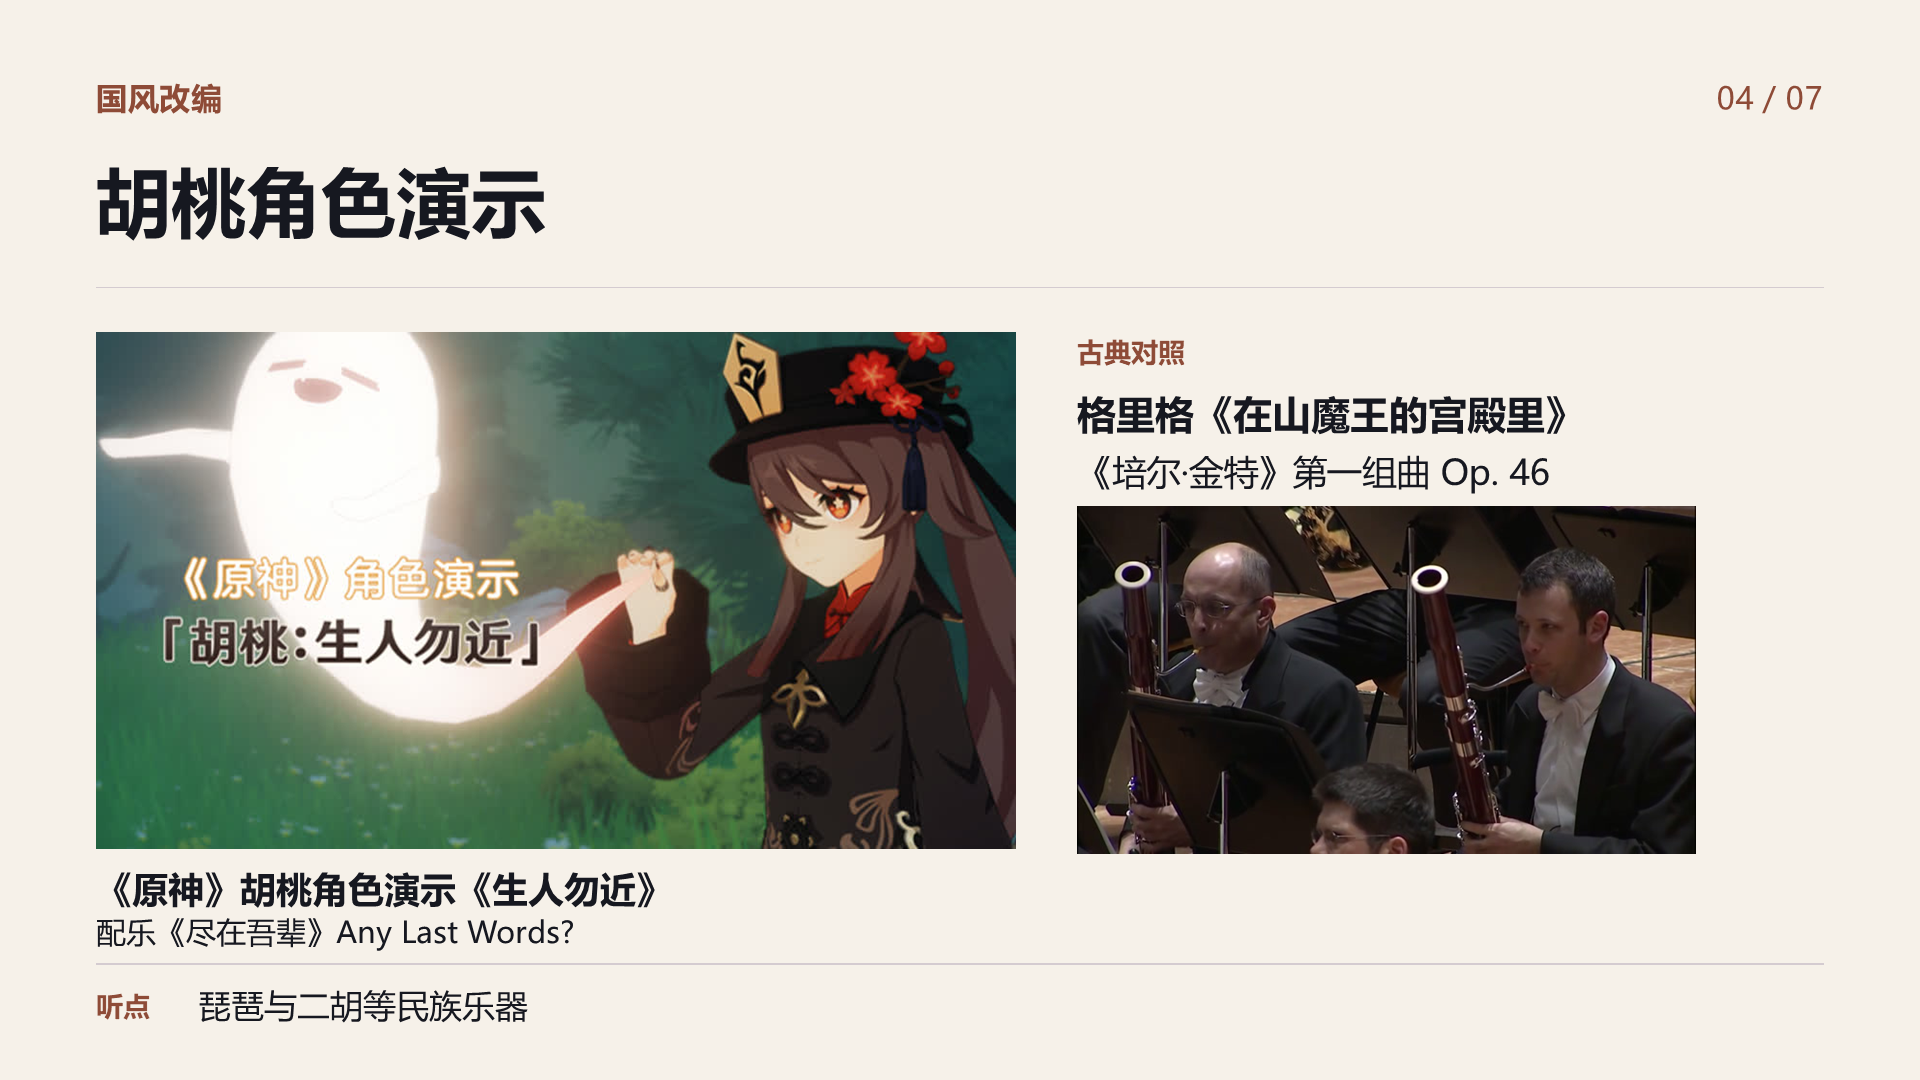 国风改编
04 / 07
胡桃角色演示
《原神》角色演示
「胡桃:生人勿近」
《原神》胡桃角色演示《生人勿近》
配乐《尽在吾辈》Any Last Words?
古典对照
格里格《在山魔王的宫殿里》
《培尔·金特》第一组曲 Op. 46
听点 琵琶与二胡等民族乐器